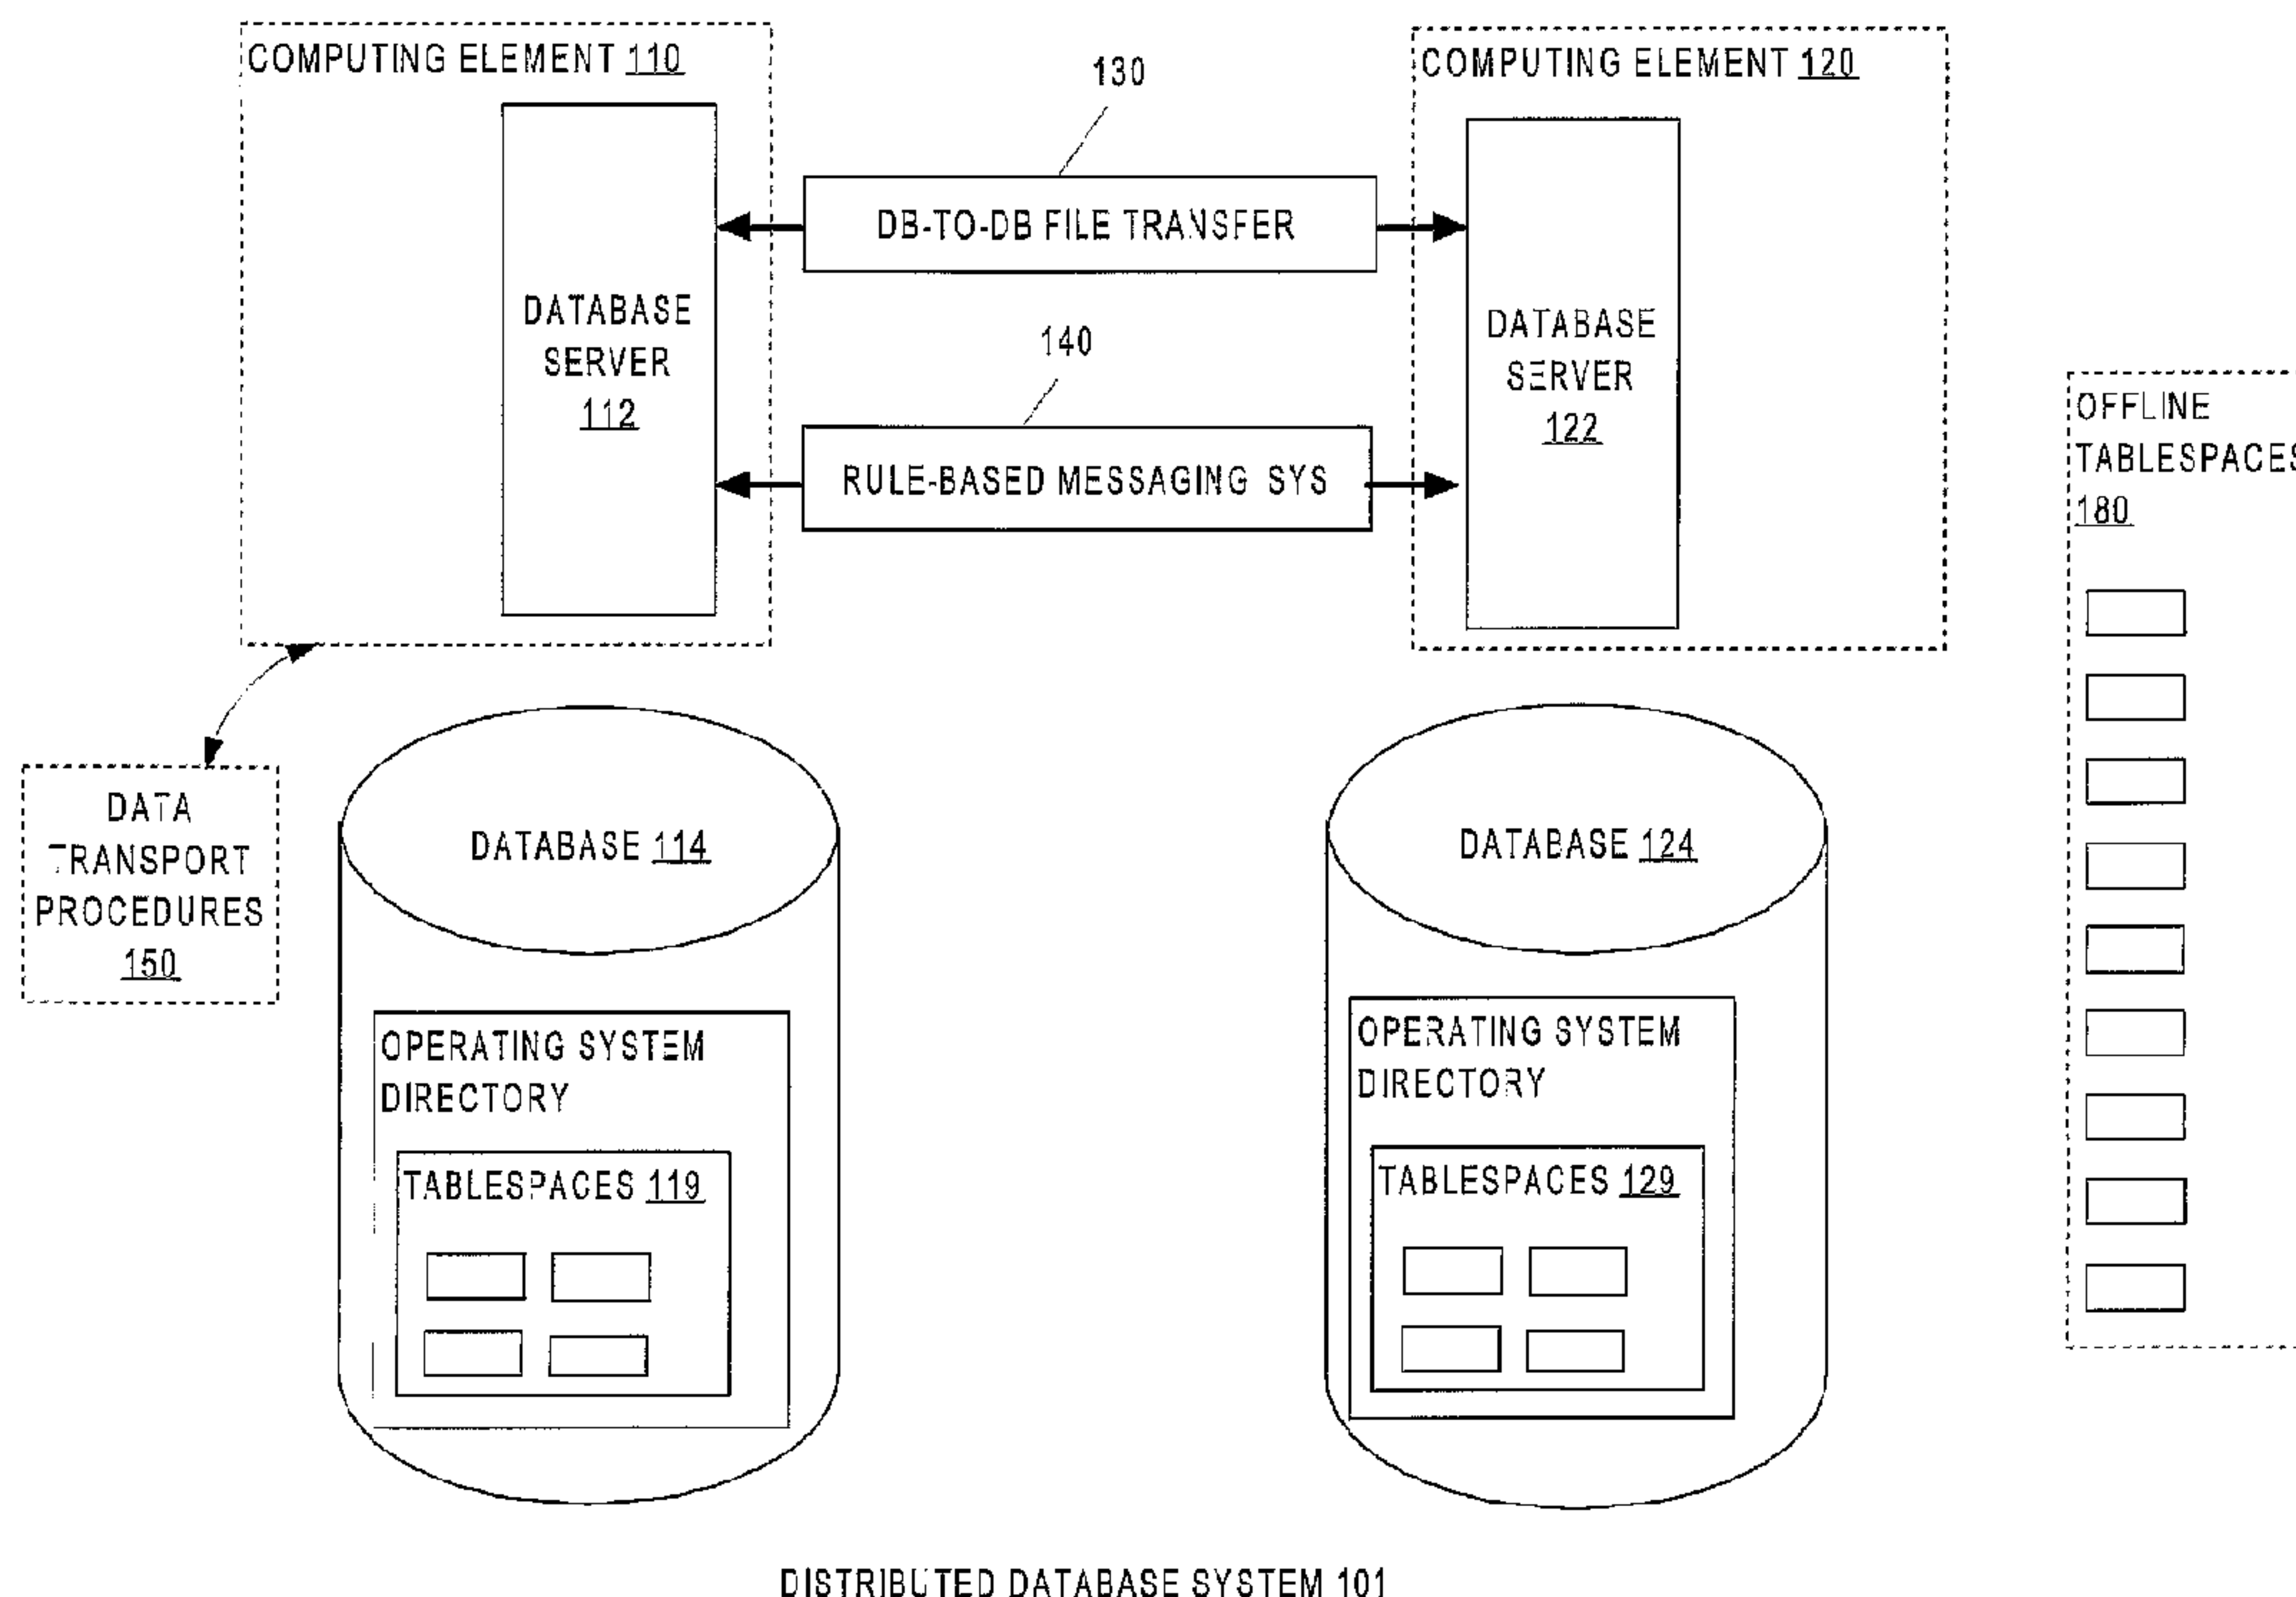 COMPUTING ELEMENT 110
DATABASE
SERVER
112
130
DB-TO-DB FILE TRANSFER
140
RULE-BASED MESSAGING SYS
COMPUTING ELEMENT 120
DATABASE
SERVER
122
OFFLINE
TABLESPACES
180
DATA
TRANSPORT
PROCEDURES
150
DATABASE 114
OPERATING SYSTEM
DIRECTORY
TABLESPACES 119
DATABASE 124
OPERATING SYSTEM
DIRECTORY
TABLESPACES 129
DISTRIBUTED DATABASE SYSTEM 101